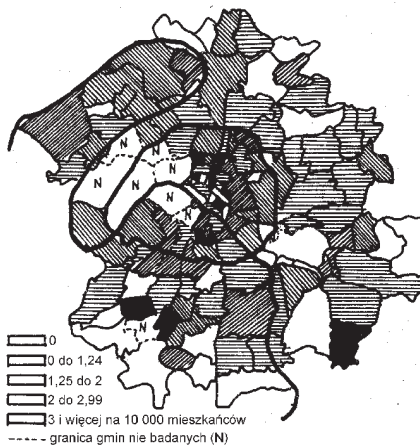 N
N
N
N
N
N
N
N
N
0
0 do 1,24
1,25 do 2
2 do 2,99
3 i więcej na 10 000 mieszkańców
granica gmin nie badanych (N)